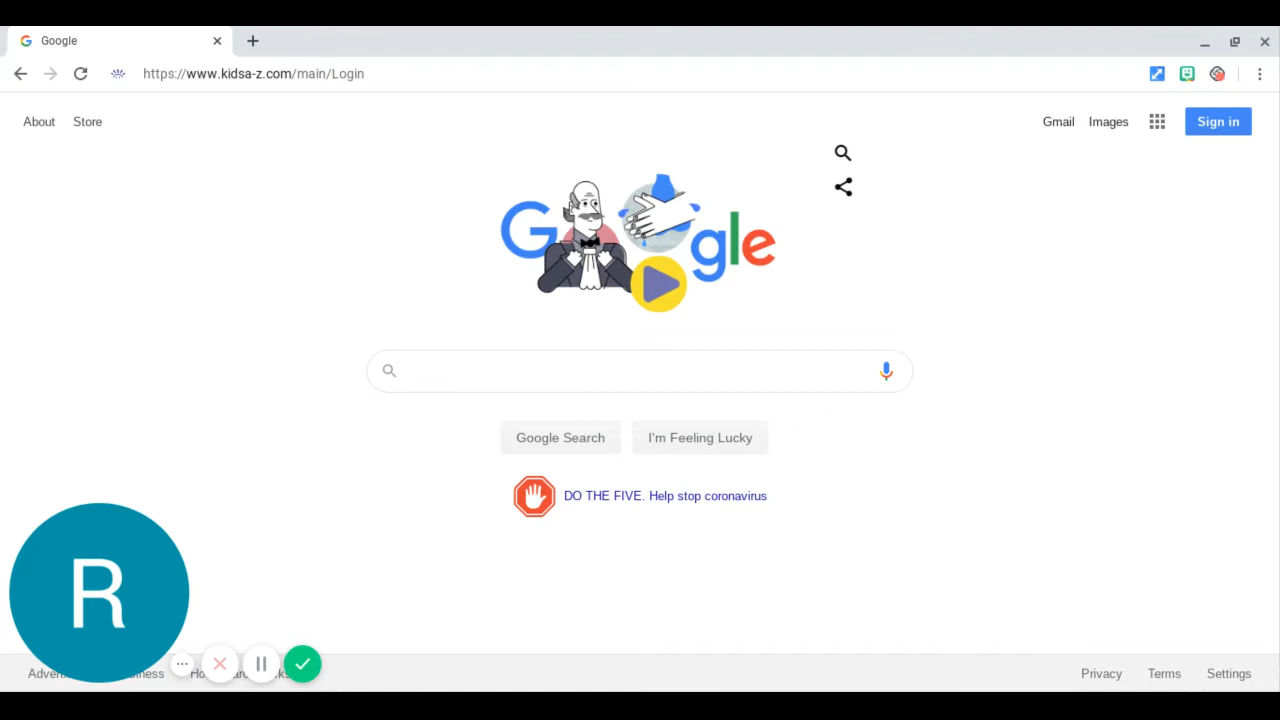 Google
https://www.kidsa-z.com/main/Login
About Store
Gmail Images Sign in
G gle
Google Search I'm Feeling Lucky
DO THE FIVE. Help stop coronavirus
R
Privacy Terms Settings